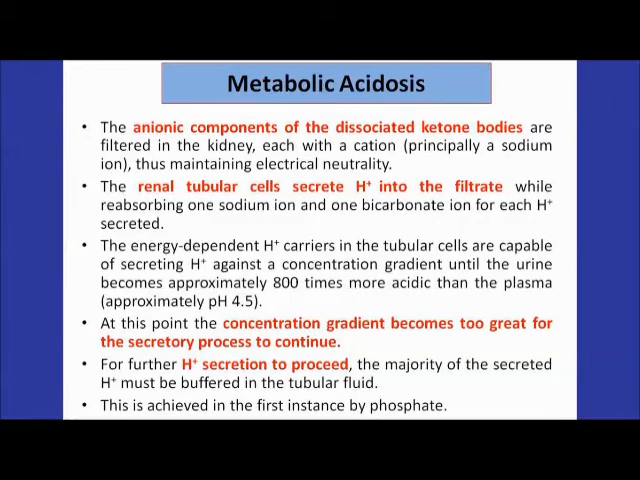 Metabolic Acidosis
• The anionic components of the dissociated ketone bodies are
filtered in the kidney, each with a cation (principally a sodium
ion), thus maintaining electrical neutrality.
• The renal tubular cells secrete H⁺ into the filtrate while
reabsorbing one sodium ion and one bicarbonate ion for each H⁺
secreted.
• The energy-dependent H⁺ carriers in the tubular cells are capable
of secreting H⁺ against a concentration gradient until the urine
becomes approximately 800 times more acidic than the plasma
(approximately pH 4.5).
• At this point the concentration gradient becomes too great for
the secretory process to continue.
• For further H⁺ secretion to proceed, the majority of the secreted
H⁺ must be buffered in the tubular fluid.
• This is achieved in the first instance by phosphate.